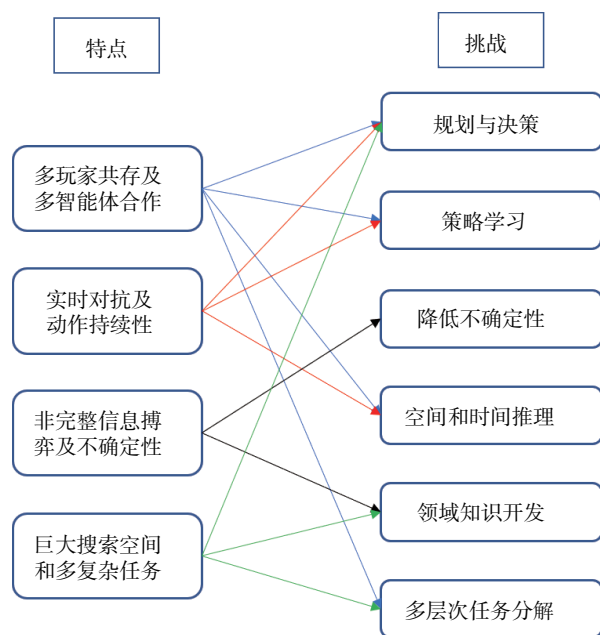 特点
挑战
多玩家共存及
多智能体合作
实时对抗及
动作持续性
非完整信息搏
弈及不确定性
巨大搜索空间
和多复杂任务
规划与决策
策略学习
降低不确定性
空间和时间推理
领域知识开发
多层次任务分解